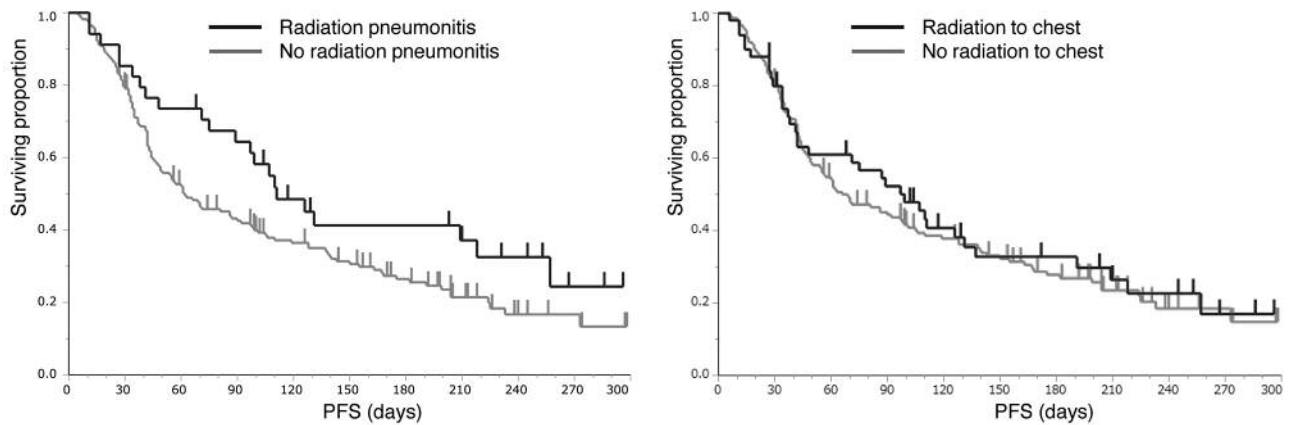 Radiation pneumonitis
No radiation pneumonitis
Surviving proportion
1.0
0.8
0.6
0.4
0.2
0.0
0 30 60 90 120 150 180 210 240 270 300
PFS (days)
Radiation to chest
No radiation to chest
Surviving proportion
1.0
0.8
0.6
0.4
0.2
0.0
0 30 60 90 120 150 180 210 240 270 300
PFS (days)